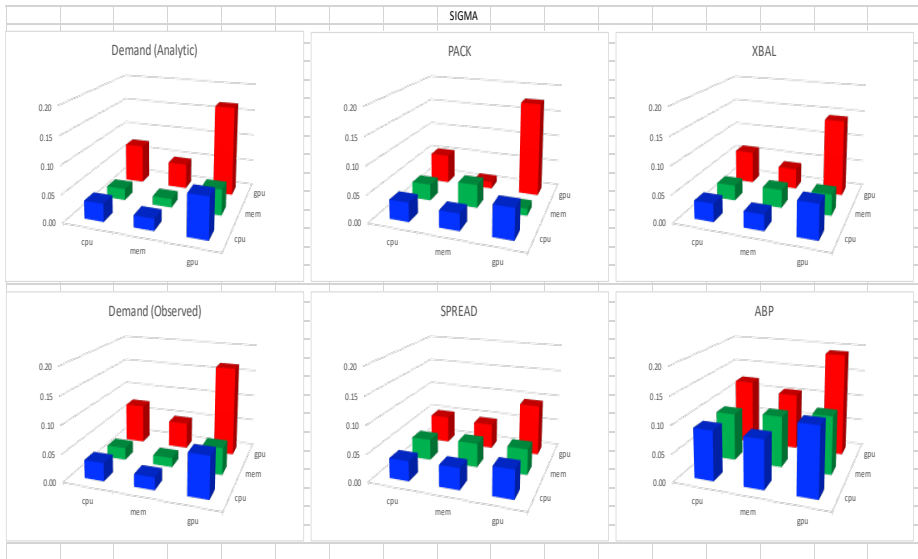 SIGMA
Demand (Analytic)
0.20
0.15
0.10
0.05
0.00
cpu
mem
gpu
cpu
mem
gpu
PACK
0.20
0.15
0.10
0.05
0.00
cpu
mem
gpu
cpu
mem
gpu
XBAL
0.20
0.15
0.10
0.05
0.00
cpu
mem
gpu
cpu
mem
gpu
Demand (Observed)
0.20
0.15
0.10
0.05
0.00
cpu
mem
gpu
cpu
mem
gpu
SPREAD
0.20
0.15
0.10
0.05
0.00
cpu
mem
gpu
cpu
mem
gpu
ABP
0.20
0.15
0.10
0.05
0.00
cpu
mem
gpu
cpu
mem
gpu